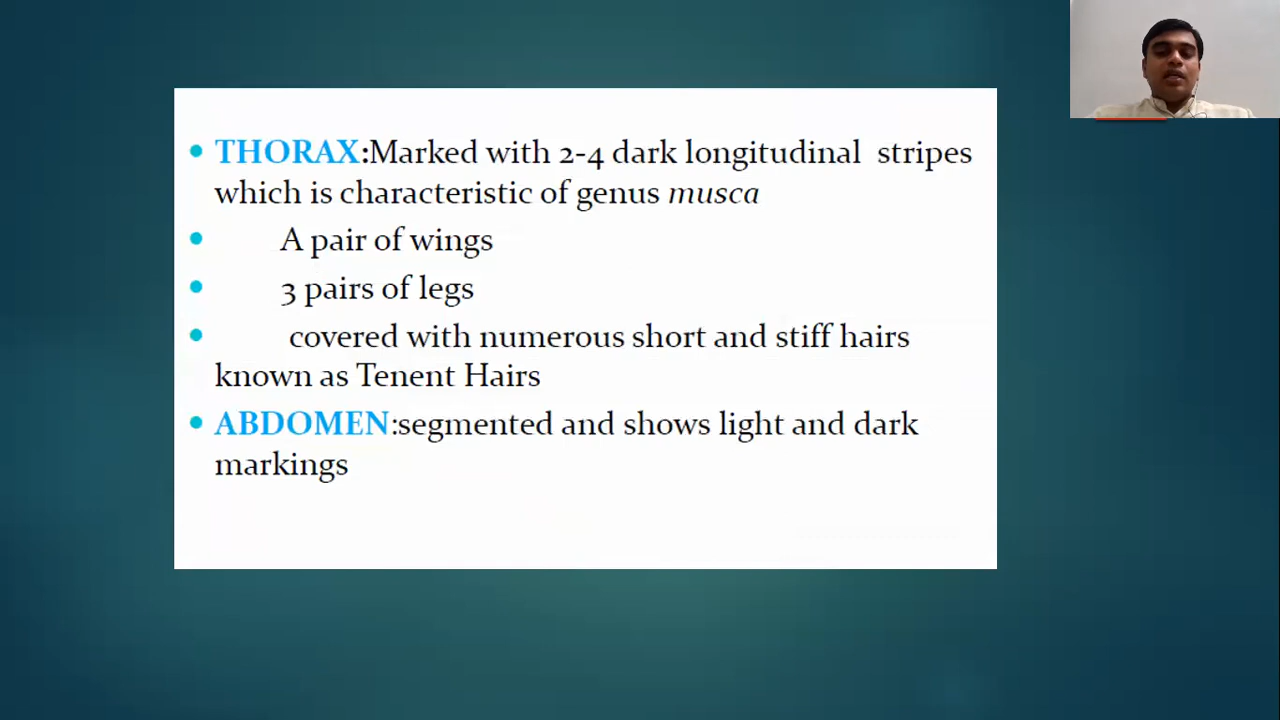 • THORAX:Marked with 2-4 dark longitudinal stripes
which is characteristic of genus musca
• A pair of wings
• 3 pairs of legs
• covered with numerous short and stiff hairs
known as Tenent Hairs
• ABDOMEN:segmented and shows light and dark
markings